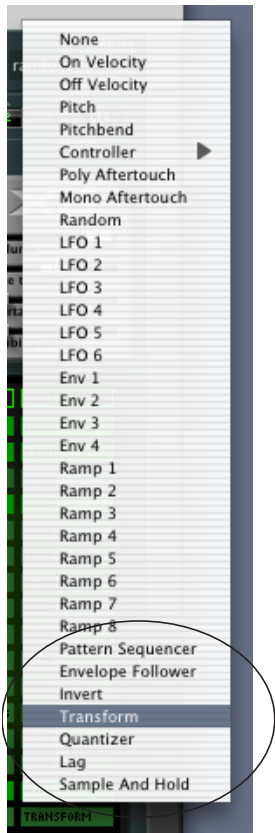 None
On Velocity
Off Velocity
Pitch
Pitchbend
Controller
Poly Aftertouch
Mono Aftertouch
Random
LFO 1
LFO 2
LFO 3
LFO 4
LFO 5
LFO 6
Env 1
Env 2
Env 3
Env 4
Ramp 1
Ramp 2
Ramp 3
Ramp 4
Ramp 5
Ramp 6
Ramp 7
Ramp 8
Pattern Sequencer
Envelope Follower
Invert
Transform
Quantizer
Lag
Sample And Hold
TRANSFORM